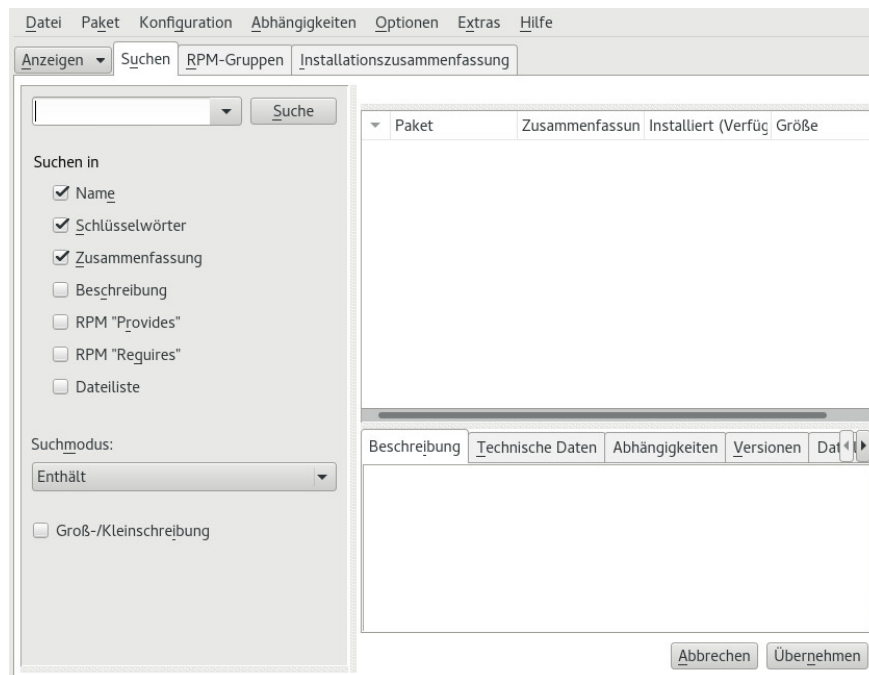 Datei Paket Konfiguration Abhängigkeiten Optionen Extras Hilfe
Anzeigen Suchen RPM-Gruppen Installationszusammenfassung
Suche
Suchen in
Name
Schlüsselwörter
Zusammenfassung
Beschreibung
RPM "Provides"
RPM "Requires"
Dateiliste
Suchmodus:
Enthält
Groß-/Kleinschreibung
Paket Zusammenfassun Installiert (Verfüg Größe
Beschreibung Technische Daten Abhängigkeiten Versionen Dat
Abbrechen Übernehmen